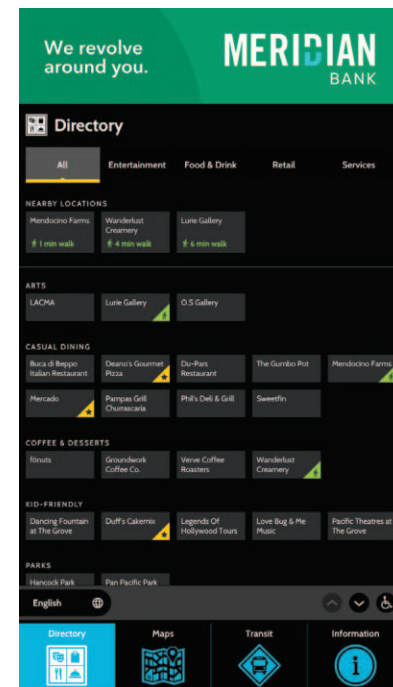 We revolve
around you.
MERIDIAN
BANK
Directory
All Entertainment Food & Drink Retail Services
NEARBY LOCATIONS
Mendocino Farms
1 min walk
Wanderlust
Creamery
4 min walk
Lurie Gallery
6 min walk
ARTS
LACMA
Lurie Gallery
O.S Gallery
CASUAL DINING
Buca di Beppo
Italian Restaurant
Deano's Gourmet
Pizza
Du-Pars
Restaurant
The Gumbo Pot
Mendocino Farms
Mercado
Pampas Grill
Churrascaria
Phil's Deli & Grill
Sweetfin
COFFEE & DESSERTS
fōnuts
Groundwork
Coffee Co.
Verve Coffee
Roasters
Wanderlust
Creamery
KID-FRIENDLY
Dancing Fountain
at The Grove
Duff's Cakemix
Legends Of
Hollywood Tours
Love Bug & Me
Music
Pacific Theatres at
The Grove
PARKS
Hancock Park
Pan Pacific Park
English
Directory Maps Transit Information